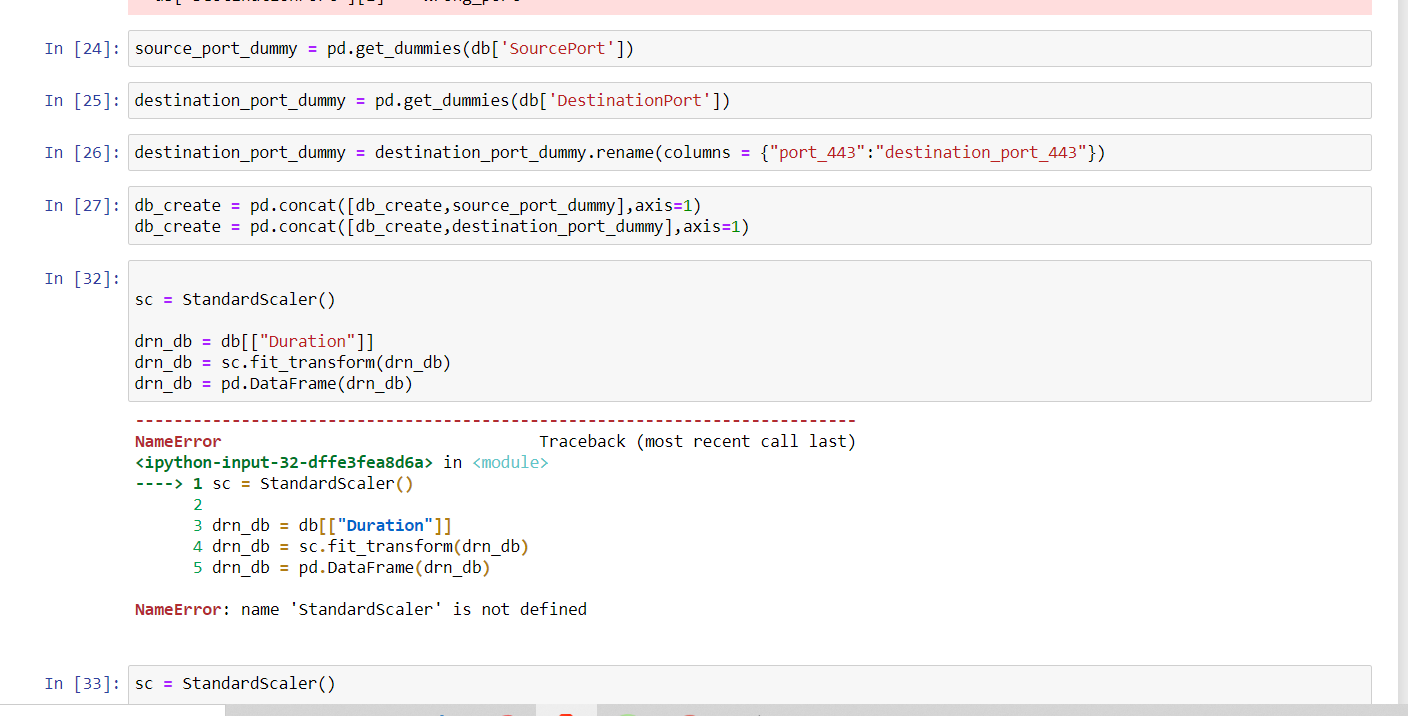 In [24]: source_port_dummy = pd.get_dummies(db['SourcePort'])
In [25]: destination_port_dummy = pd.get_dummies(db['DestinationPort'])
In [26]: destination_port_dummy = destination_port_dummy.rename(columns = {"port_443":"destination_port_443"})
In [27]: db_create = pd.concat([db_create,source_port_dummy],axis=1)
db_create = pd.concat([db_create,destination_port_dummy],axis=1)
In [32]:
sc = StandardScaler()
drn_db = db[["Duration"]]
drn_db = sc.fit_transform(drn_db)
drn_db = pd.DataFrame(drn_db)
---------------------------------------------------------------------------
NameError Traceback (most recent call last)
<ipython-input-32-dffe3fea8d6a> in <module>
----> 1 sc = StandardScaler()
2
3 drn_db = db[["Duration"]]
4 drn_db = sc.fit_transform(drn_db)
5 drn_db = pd.DataFrame(drn_db)
NameError: name 'StandardScaler' is not defined
In [33]: sc = StandardScaler()